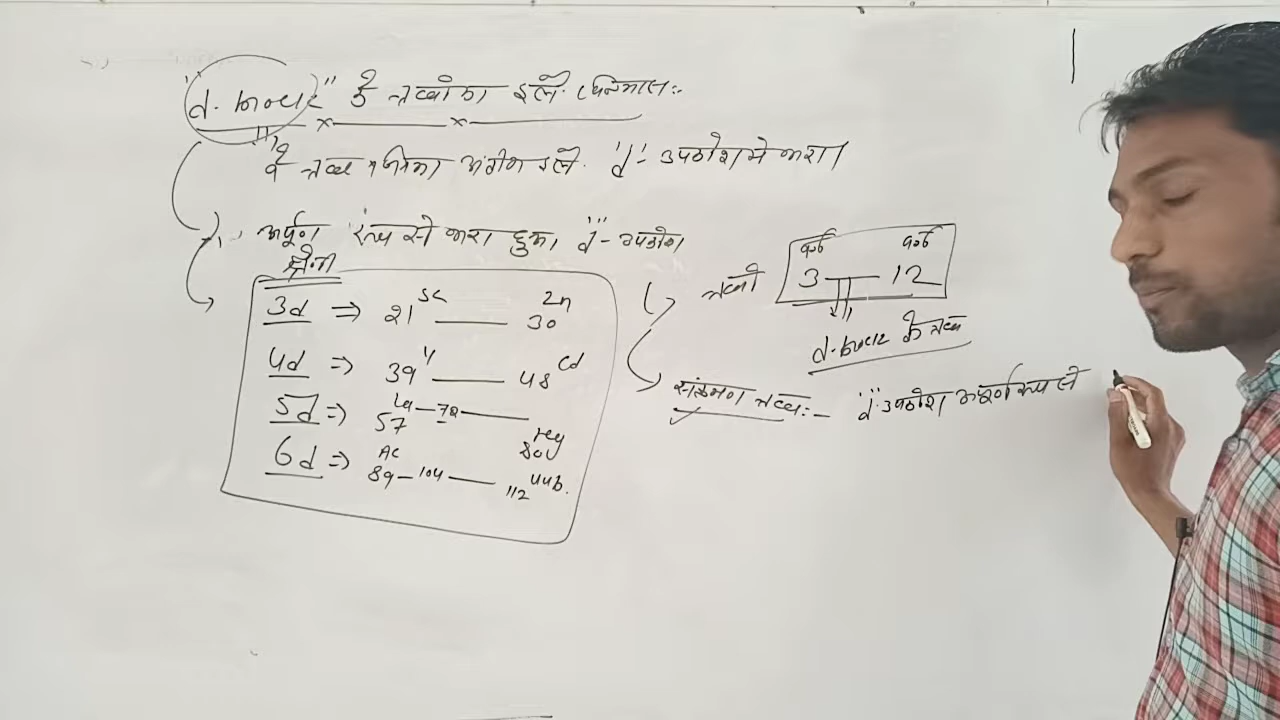 "d-block" के तत्वो का इले. विन्यास:-
वे तत्व जिनका अंतिम इले. 'd'- उपकोश मे भरा।
अपूर्ण रूप से भरा हुआ 'd'- उपकोश
श्रेणी
3d ⇒ 21 Sc —— 30 Zn
4d ⇒ 39 Y —— 48 Cd
5d ⇒ 57 La — 72 —— 80 Hg
6d ⇒ 89 Ac — 104 —— 112 Uub.
वर्ग वर्ग
तत्वो 3 —— 12
d-block के तत्व
संक्रमण तत्व:- 'd' उपकोश अपूर्ण रूप से